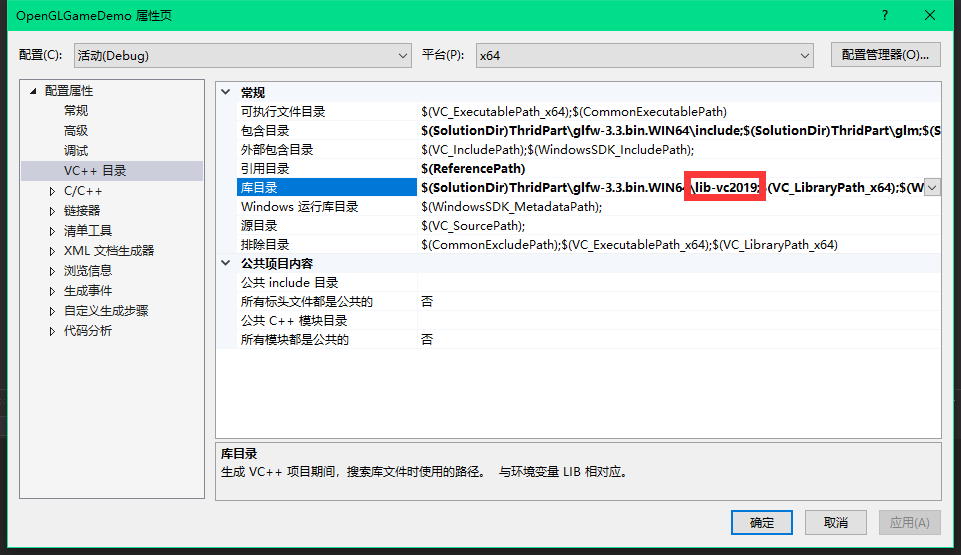 OpenGLGameDemo 属性页
?
配置(C):
活动(Debug)
平台(P):
x64
配置管理器(O)...
配置属性
常规
高级
调试
VC++ 目录
C/C++
链接器
清单工具
XML 文档生成器
浏览信息
生成事件
自定义生成步骤
代码分析
常规
可执行文件目录 $(VC_ExecutablePath_x64);$(CommonExecutablePath)
包含目录 $(SolutionDir)ThridPart\glfw-3.3.bin.WIN64\include;$(SolutionDir)ThridPart\glm;$(S
外部包含目录 $(VC_IncludePath);$(WindowsSDK_IncludePath);
引用目录 $(ReferencePath)
库目录 $(SolutionDir)ThridPart\glfw-3.3.bin.WIN64\lib-vc2019;$(VC_LibraryPath_x64);$(W
Windows 运行库目录 $(WindowsSDK_MetadataPath);
源目录 $(VC_SourcePath);
排除目录 $(CommonExcludePath);$(VC_ExecutablePath_x64);$(VC_LibraryPath_x64)
公共项目内容
公共 include 目录
所有标头文件都是公共的 否
公共 C++ 模块目录
所有模块都是公共的 否
库目录
生成 VC++ 项目期间，搜索库文件时使用的路径。 与环境变量 LIB 相对应。
确定
取消
应用(A)